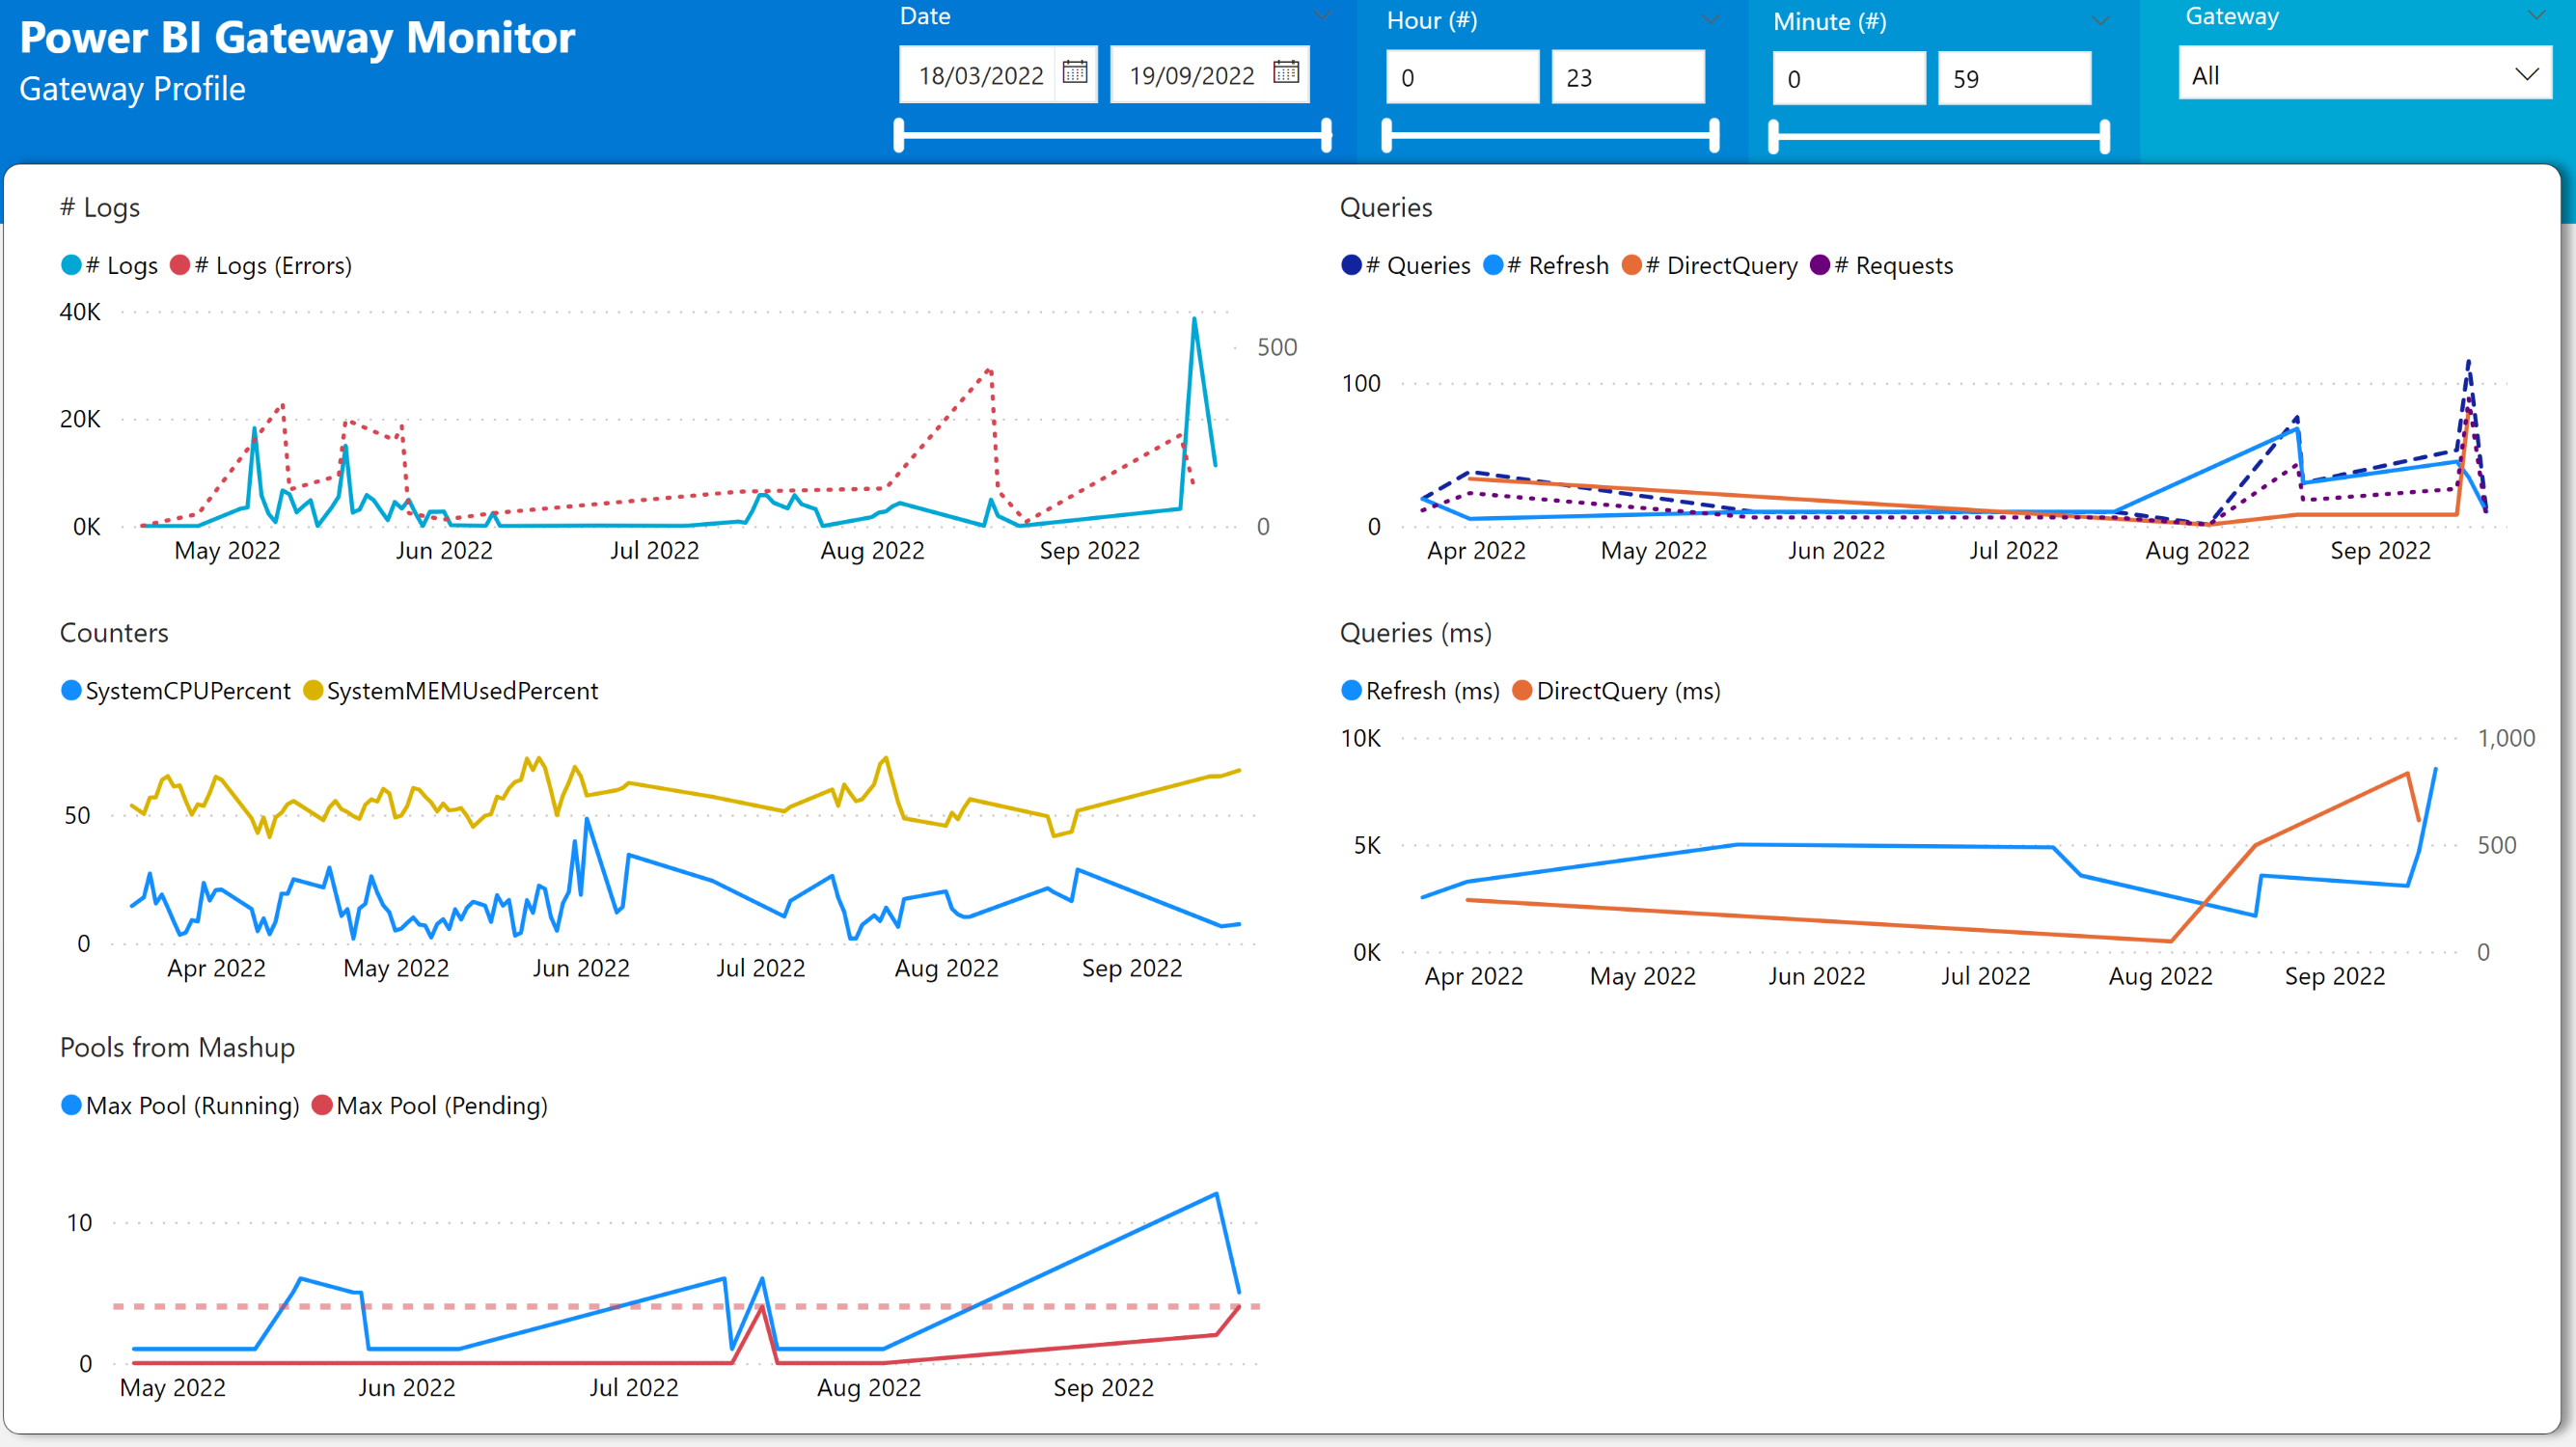 Power BI Gateway Monitor
Gateway Profile
Date
18/03/2022 19/09/2022
Hour (#)
0 23
Minute (#)
0 59
Gateway
All
# Logs
# Logs # Logs (Errors)
40K
20K
0K
500
0
May 2022 Jun 2022 Jul 2022 Aug 2022 Sep 2022
Queries
# Queries # Refresh # DirectQuery # Requests
100
0
Apr 2022 May 2022 Jun 2022 Jul 2022 Aug 2022 Sep 2022
Counters
SystemCPUPercent SystemMEMUsedPercent
50
0
Apr 2022 May 2022 Jun 2022 Jul 2022 Aug 2022 Sep 2022
Queries (ms)
Refresh (ms) DirectQuery (ms)
10K
5K
0K
1,000
500
0
Apr 2022 May 2022 Jun 2022 Jul 2022 Aug 2022 Sep 2022
Pools from Mashup
Max Pool (Running) Max Pool (Pending)
10
0
May 2022 Jun 2022 Jul 2022 Aug 2022 Sep 2022